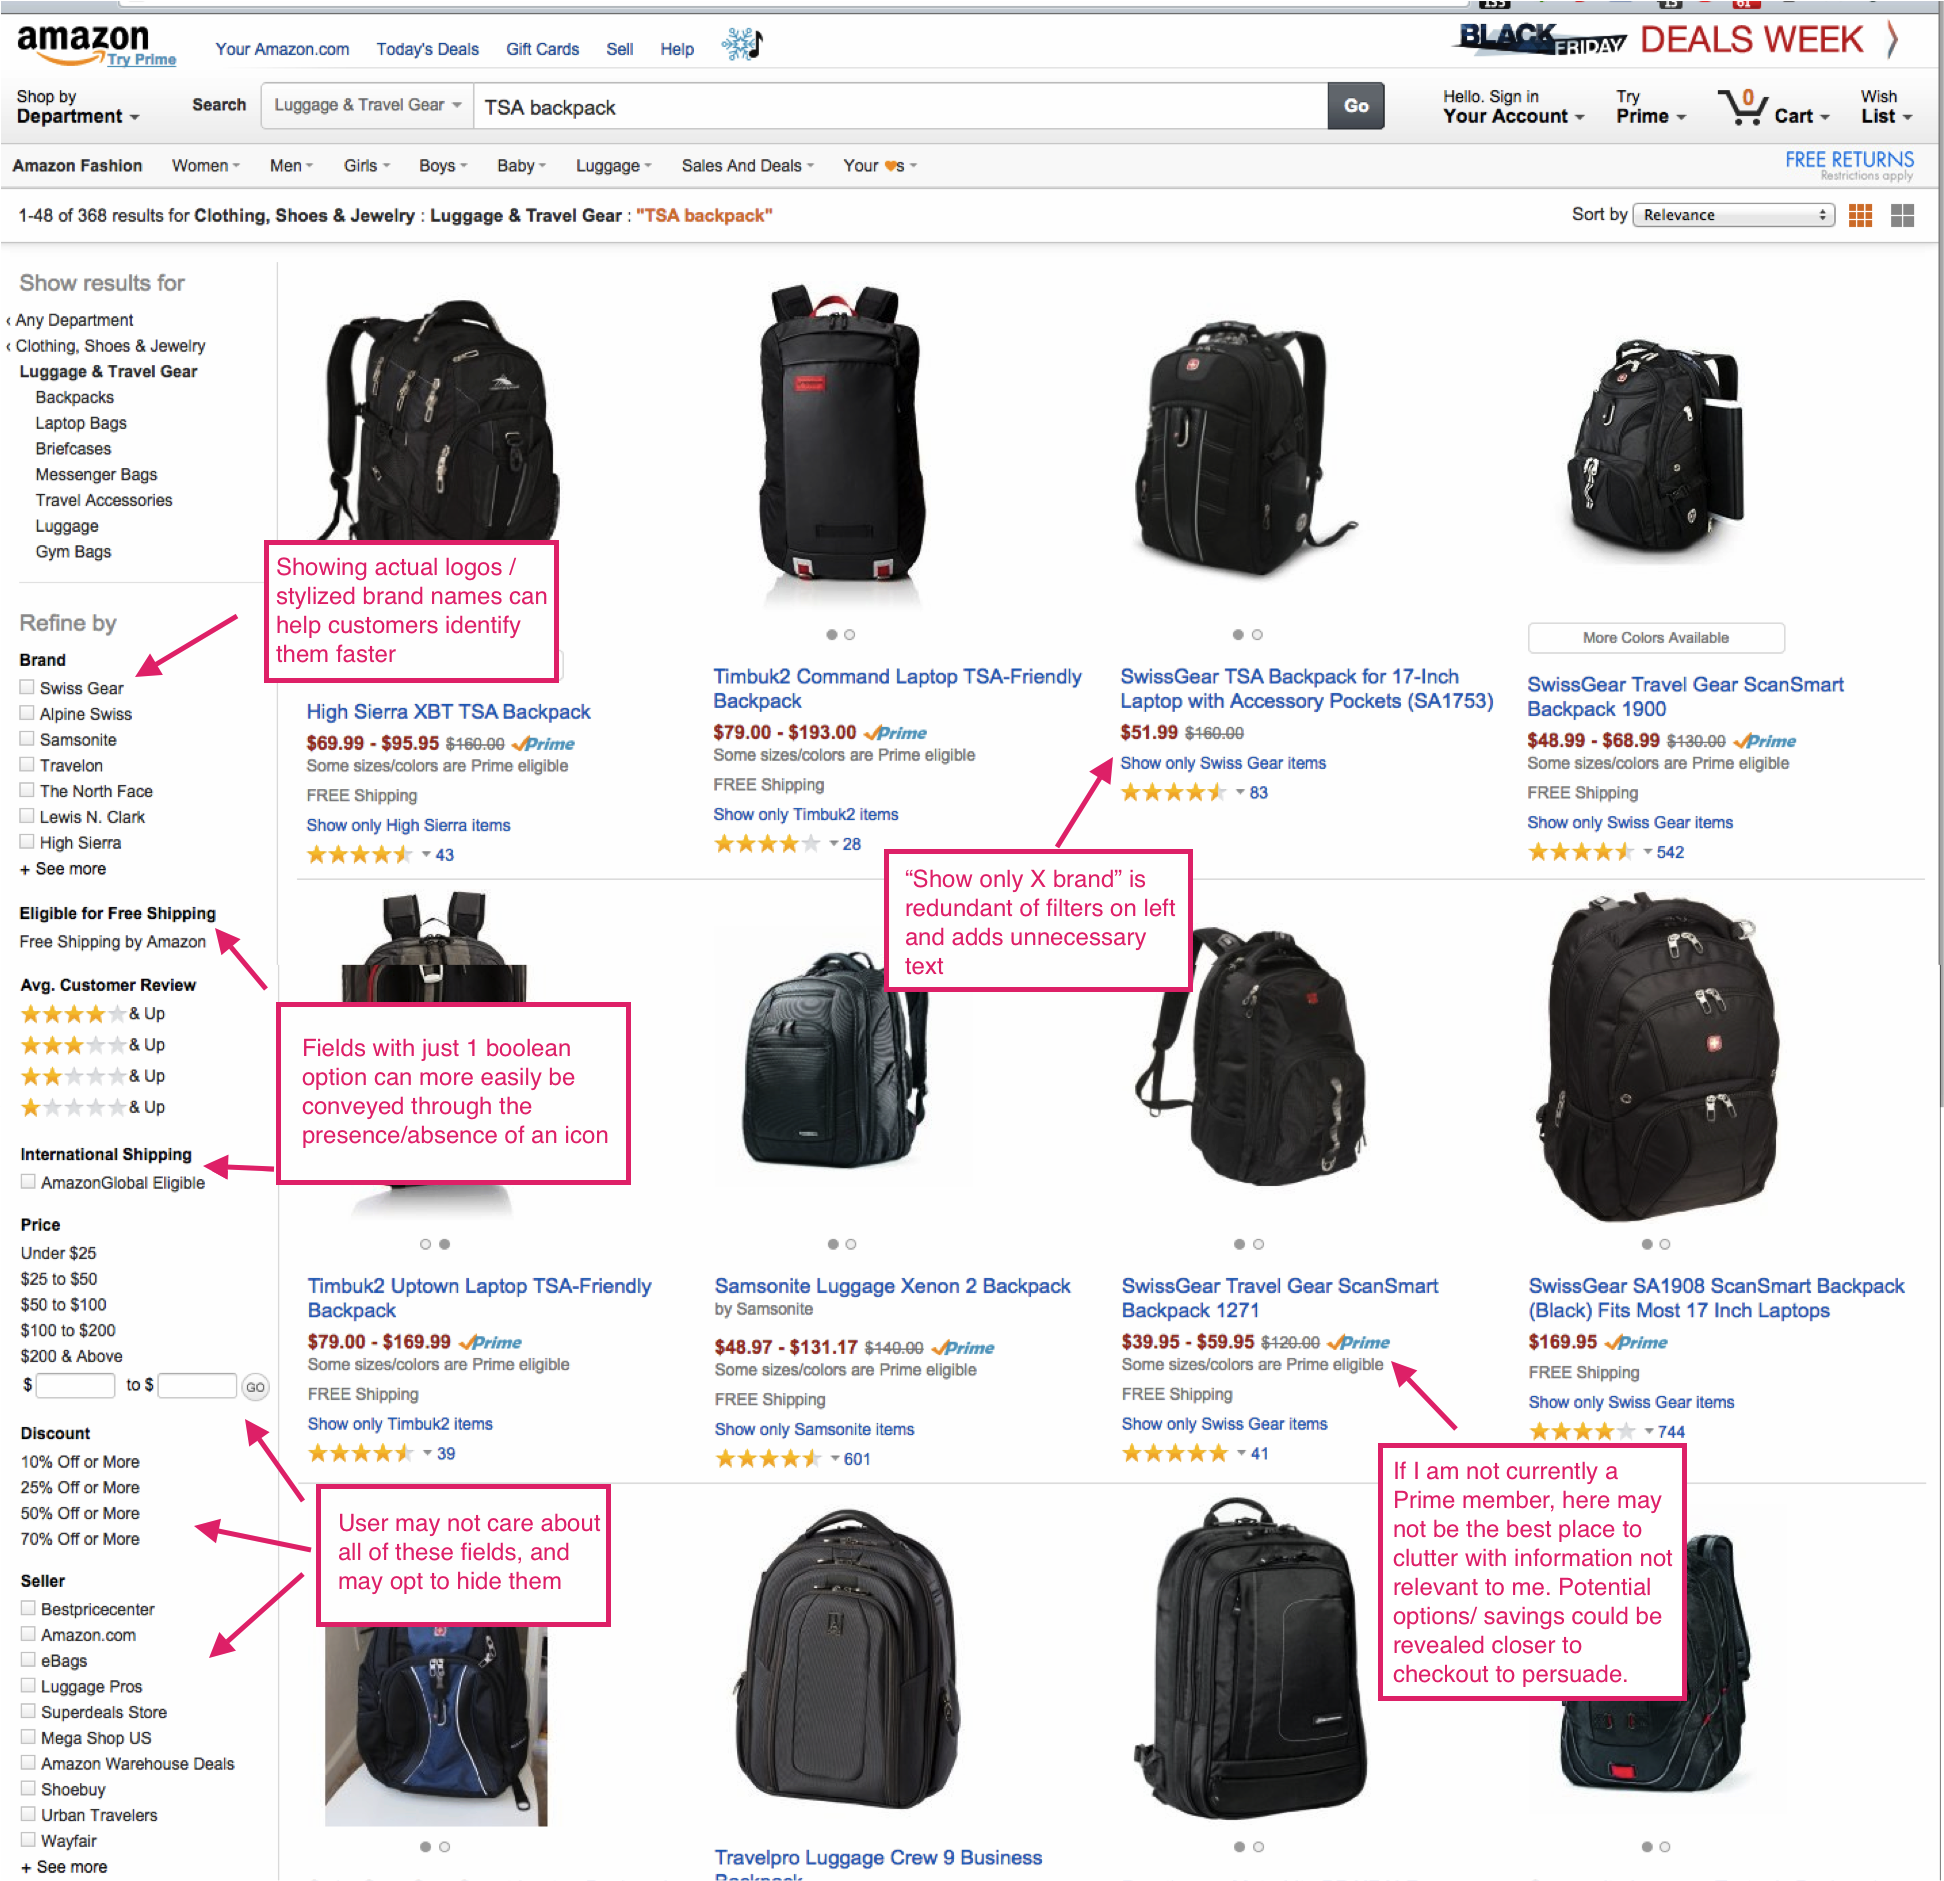 135
15
61
amazon
Try Prime
Your Amazon.com Today's Deals Gift Cards Sell Help
BLACK FRIDAY DEALS WEEK
Shop by
Department
Search
Luggage & Travel Gear
TSA backpack
Go
Hello. Sign in
Your Account
Try
Prime
0
Cart
Wish
List
Amazon Fashion Women Men Girls Boys Baby Luggage Sales And Deals Your s
FREE RETURNS
Restrictions apply
1-48 of 368 results for Clothing, Shoes & Jewelry : Luggage & Travel Gear : "TSA backpack"
Sort by Relevance
Show results for
‹ Any Department
‹ Clothing, Shoes & Jewelry
Luggage & Travel Gear
Backpacks
Laptop Bags
Briefcases
Messenger Bags
Travel Accessories
Luggage
Gym Bags
Refine by
Brand
Swiss Gear
Alpine Swiss
Samsonite
Travelon
The North Face
Lewis N. Clark
High Sierra
+ See more
Eligible for Free Shipping
Free Shipping by Amazon
Avg. Customer Review
& Up
& Up
& Up
& Up
International Shipping
AmazonGlobal Eligible
Price
Under $25
$25 to $50
$50 to $100
$100 to $200
$200 & Above
$ to $ GO
Discount
10% Off or More
25% Off or More
50% Off or More
70% Off or More
Seller
Bestpricecenter
Amazon.com
eBags
Luggage Pros
Superdeals Store
Mega Shop US
Amazon Warehouse Deals
Shoebuy
Urban Travelers
Wayfair
+ See more
Showing actual logos /
stylized brand names can
help customers identify
them faster
High Sierra XBT TSA Backpack
$69.99 - $95.95 $160.00 Prime
Some sizes/colors are Prime eligible
FREE Shipping
Show only High Sierra items
43
Timbuk2 Command Laptop TSA-Friendly
Backpack
$79.00 - $193.00 Prime
Some sizes/colors are Prime eligible
FREE Shipping
Show only Timbuk2 items
28
SwissGear TSA Backpack for 17-Inch
Laptop with Accessory Pockets (SA1753)
$51.99 $160.00
Show only Swiss Gear items
83
More Colors Available
SwissGear Travel Gear ScanSmart
Backpack 1900
$48.99 - $68.99 $130.00 Prime
Some sizes/colors are Prime eligible
FREE Shipping
Show only Swiss Gear items
542
“Show only X brand” is
redundant of filters on left
and adds unnecessary
text
Fields with just 1 boolean
option can more easily be
conveyed through the
presence/absence of an icon
Timbuk2 Uptown Laptop TSA-Friendly
Backpack
$79.00 - $169.99 Prime
Some sizes/colors are Prime eligible
FREE Shipping
Show only Timbuk2 items
39
Samsonite Luggage Xenon 2 Backpack
by Samsonite
$48.97 - $131.17 $140.00 Prime
Some sizes/colors are Prime eligible
FREE Shipping
Show only Samsonite items
601
SwissGear Travel Gear ScanSmart
Backpack 1271
$39.95 - $59.95 $120.00 Prime
Some sizes/colors are Prime eligible
FREE Shipping
Show only Swiss Gear items
41
SwissGear SA1908 ScanSmart Backpack
(Black) Fits Most 17 Inch Laptops
$169.95 Prime
FREE Shipping
Show only Swiss Gear items
744
User may not care about
all of these fields, and
may opt to hide them
If I am not currently a
Prime member, here may
not be the best place to
clutter with information not
relevant to me. Potential
options/ savings could be
revealed closer to
checkout to persuade.
Travelpro Luggage Crew 9 Business
Backpack